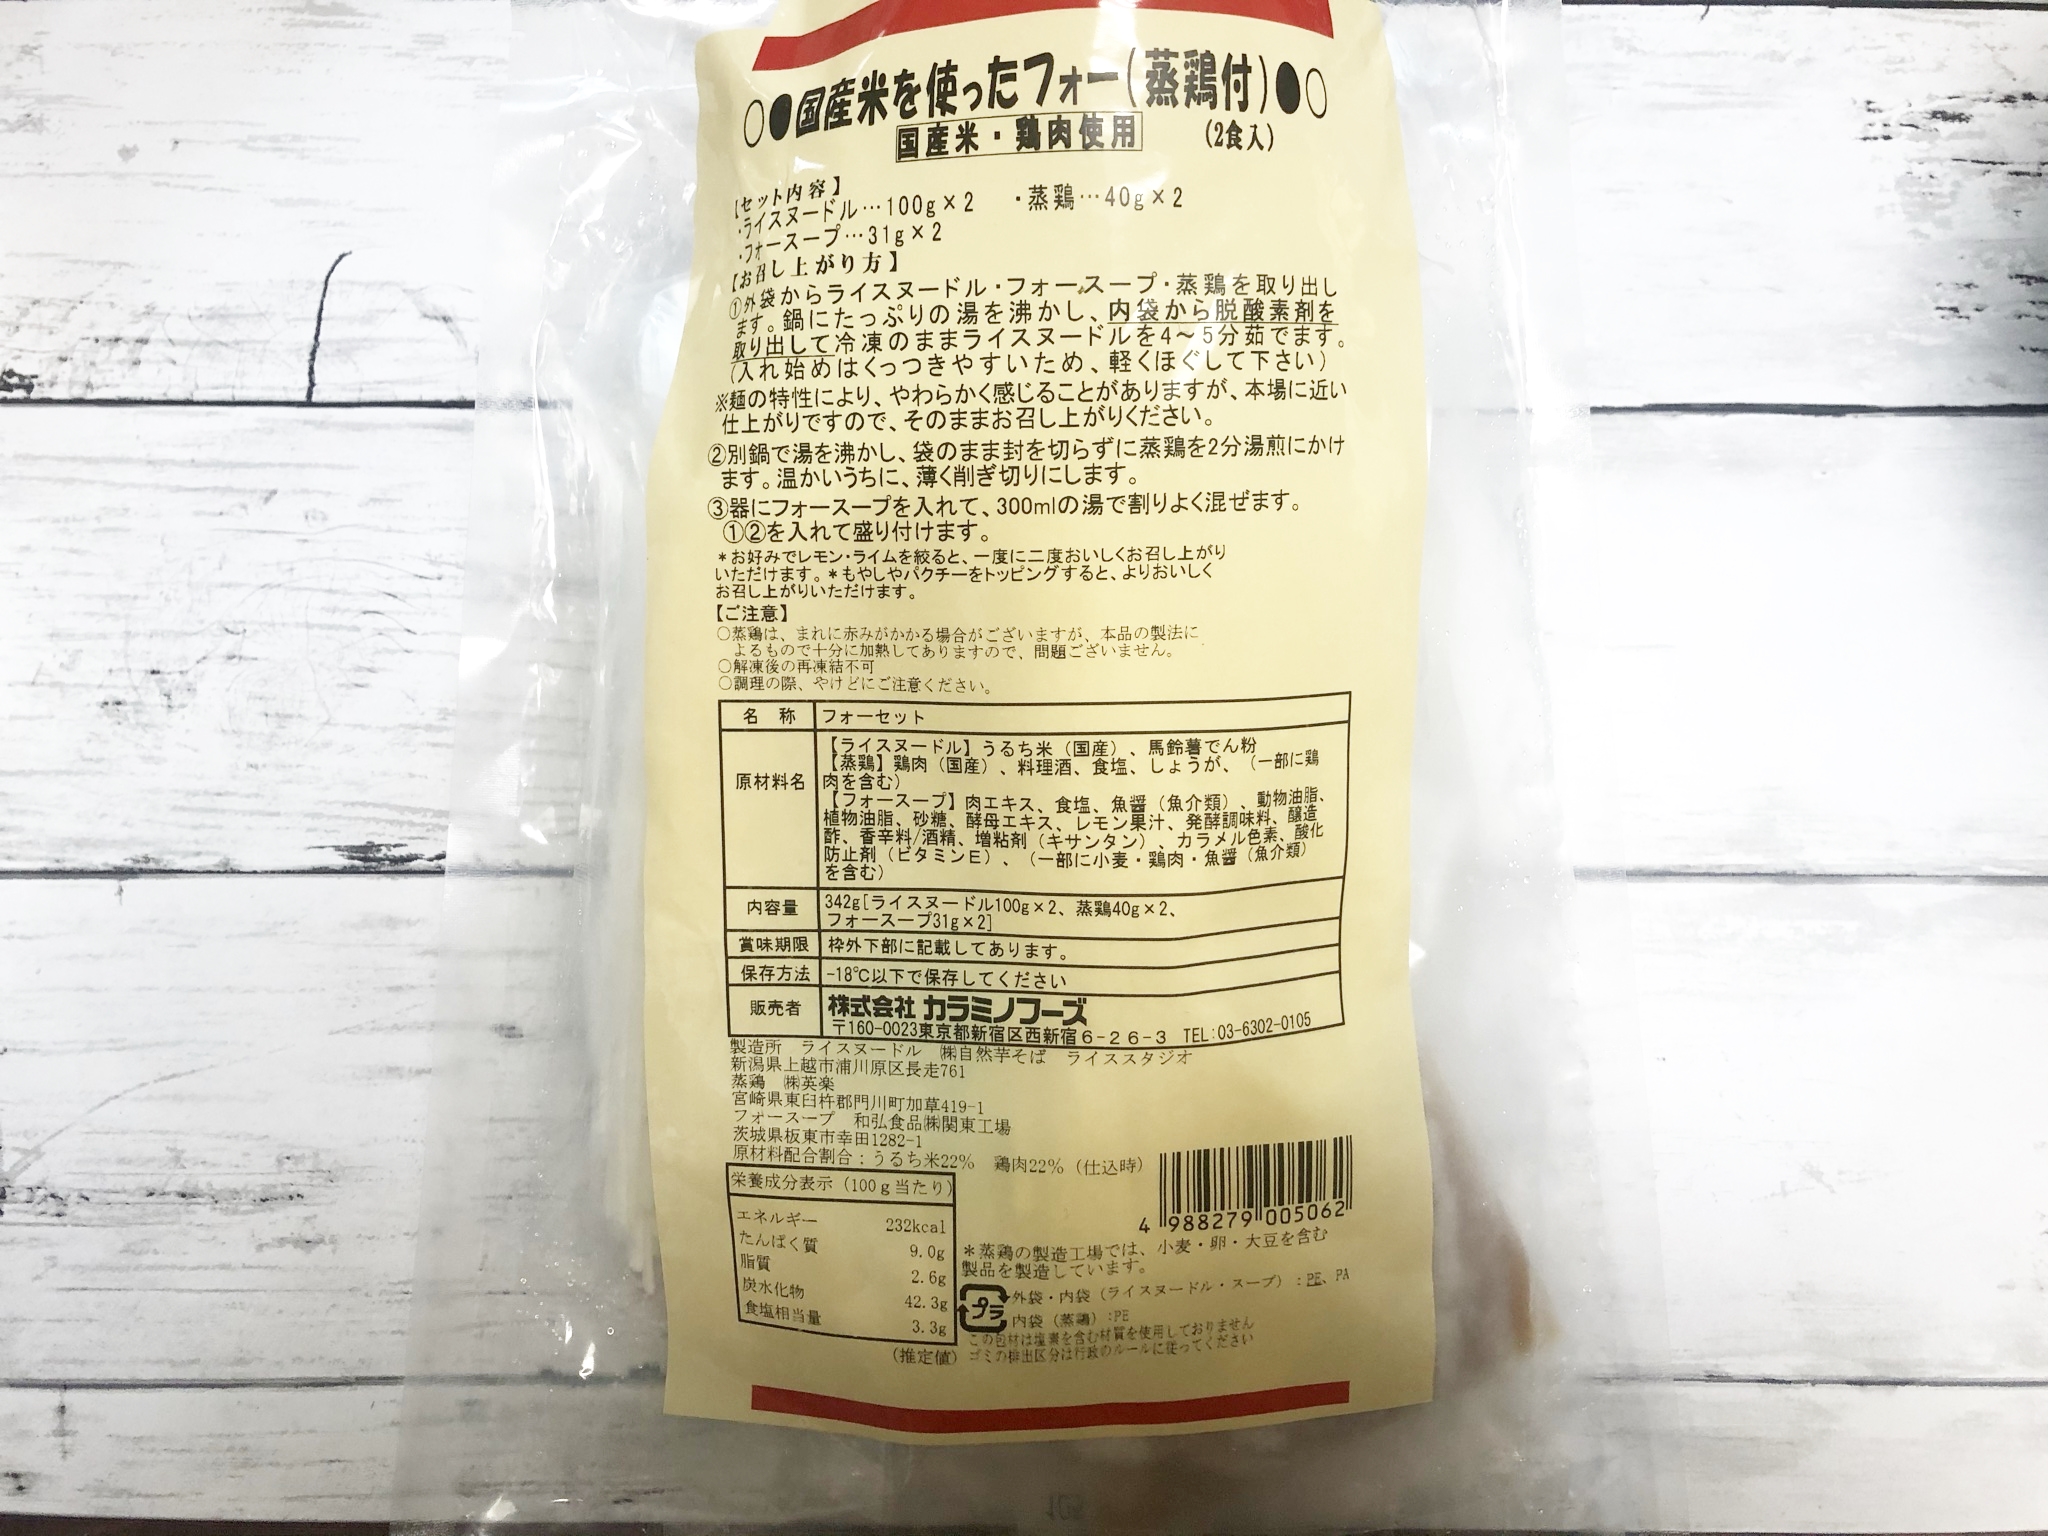 ○●国産米を使ったフォー(蒸鶏付)●○
国産米・鶏肉使用 (2食入)
【セット内容】
・ライスヌードル…100g×2 ・蒸鶏…40g×2
・フォースープ…31g×2
【お召し上がり方】
①外袋からライスヌードル・フォースープ・蒸鶏を取り出し
ます。鍋にたっぷりの湯を沸かし、内袋から脱酸素剤を
取り出して冷凍のままライスヌードルを4～5分茹でます。
(入れ始めはくっつきやすいため、軽くほぐして下さい)
※麺の特性により、やわらかく感じることがありますが、本場に近い
仕上がりですので、そのままお召し上がりください。
②別鍋で湯を沸かし、袋のまま封を切らずに蒸鶏を2分湯煎にかけ
ます。温かいうちに、薄く削ぎ切りにします。
③器にフォースープを入れて、300mlの湯で割りよく混ぜます。
①②を入れて盛り付けます。
＊お好みでレモン・ライムを絞ると、一度に二度おいしくお召し上がり
いただけます。＊もやしやパクチーをトッピングすると、よりおいしく
お召し上がりいただけます。
【ご注意】
○蒸鶏は、まれに赤みがかかる場合がございますが、本品の製法に
よるもので十分に加熱してありますので、問題ございません。
○解凍後の再凍結不可
○調理の際、やけどにご注意ください。
名 称 フォーセット
原材料名 【ライスヌードル】うるち米（国産）、馬鈴薯でん粉
【蒸鶏】鶏肉（国産）、料理酒、食塩、しょうが、（一部に鶏
肉を含む）
【フォースープ】肉エキス、食塩、魚醤（魚介類）、動物油脂、
植物油脂、砂糖、酵母エキス、レモン果汁、発酵調味料、醸造
酢、香辛料/酒精、増粘剤（キサンタン）、カラメル色素、酸化
防止剤（ビタミンE）、（一部に小麦・鶏肉・魚醤（魚介類）
を含む）
内容量 342g[ライスヌードル100g×2、蒸鶏40g×2、
フォースープ31g×2]
賞味期限 枠外下部に記載してあります。
保存方法 -18℃以下で保存してください
販売者 株式会社 カラミノフーズ
〒160-0023東京都新宿区西新宿6-26-3 TEL:03-6302-0105
製造所 ライスヌードル ㈱自然芋そば ライススタジオ
新潟県上越市浦川原区長走761
蒸鶏 ㈱英楽
宮崎県東臼杵郡門川町加草419-1
フォースープ 和弘食品㈱関東工場
茨城県板東市幸田1282-1
原材料配合割合：うるち米22% 鶏肉22%（仕込時）
栄養成分表示（100g当たり）
エネルギー 232kcal
たんぱく質 9.0g
脂質 2.6g
炭水化物 42.3g
食塩相当量 3.3g
（推定値）
4 988279 005062
＊蒸鶏の製造工場では、小麦・卵・大豆を含む
製品を製造しています。
プラ 外袋・内袋（ライスヌードル・スープ）：PE、PA
内袋（蒸鶏）:PE
この包材は塩素を含む材質を使用しておりません
ゴミの排出区分は行政のルールに従ってください